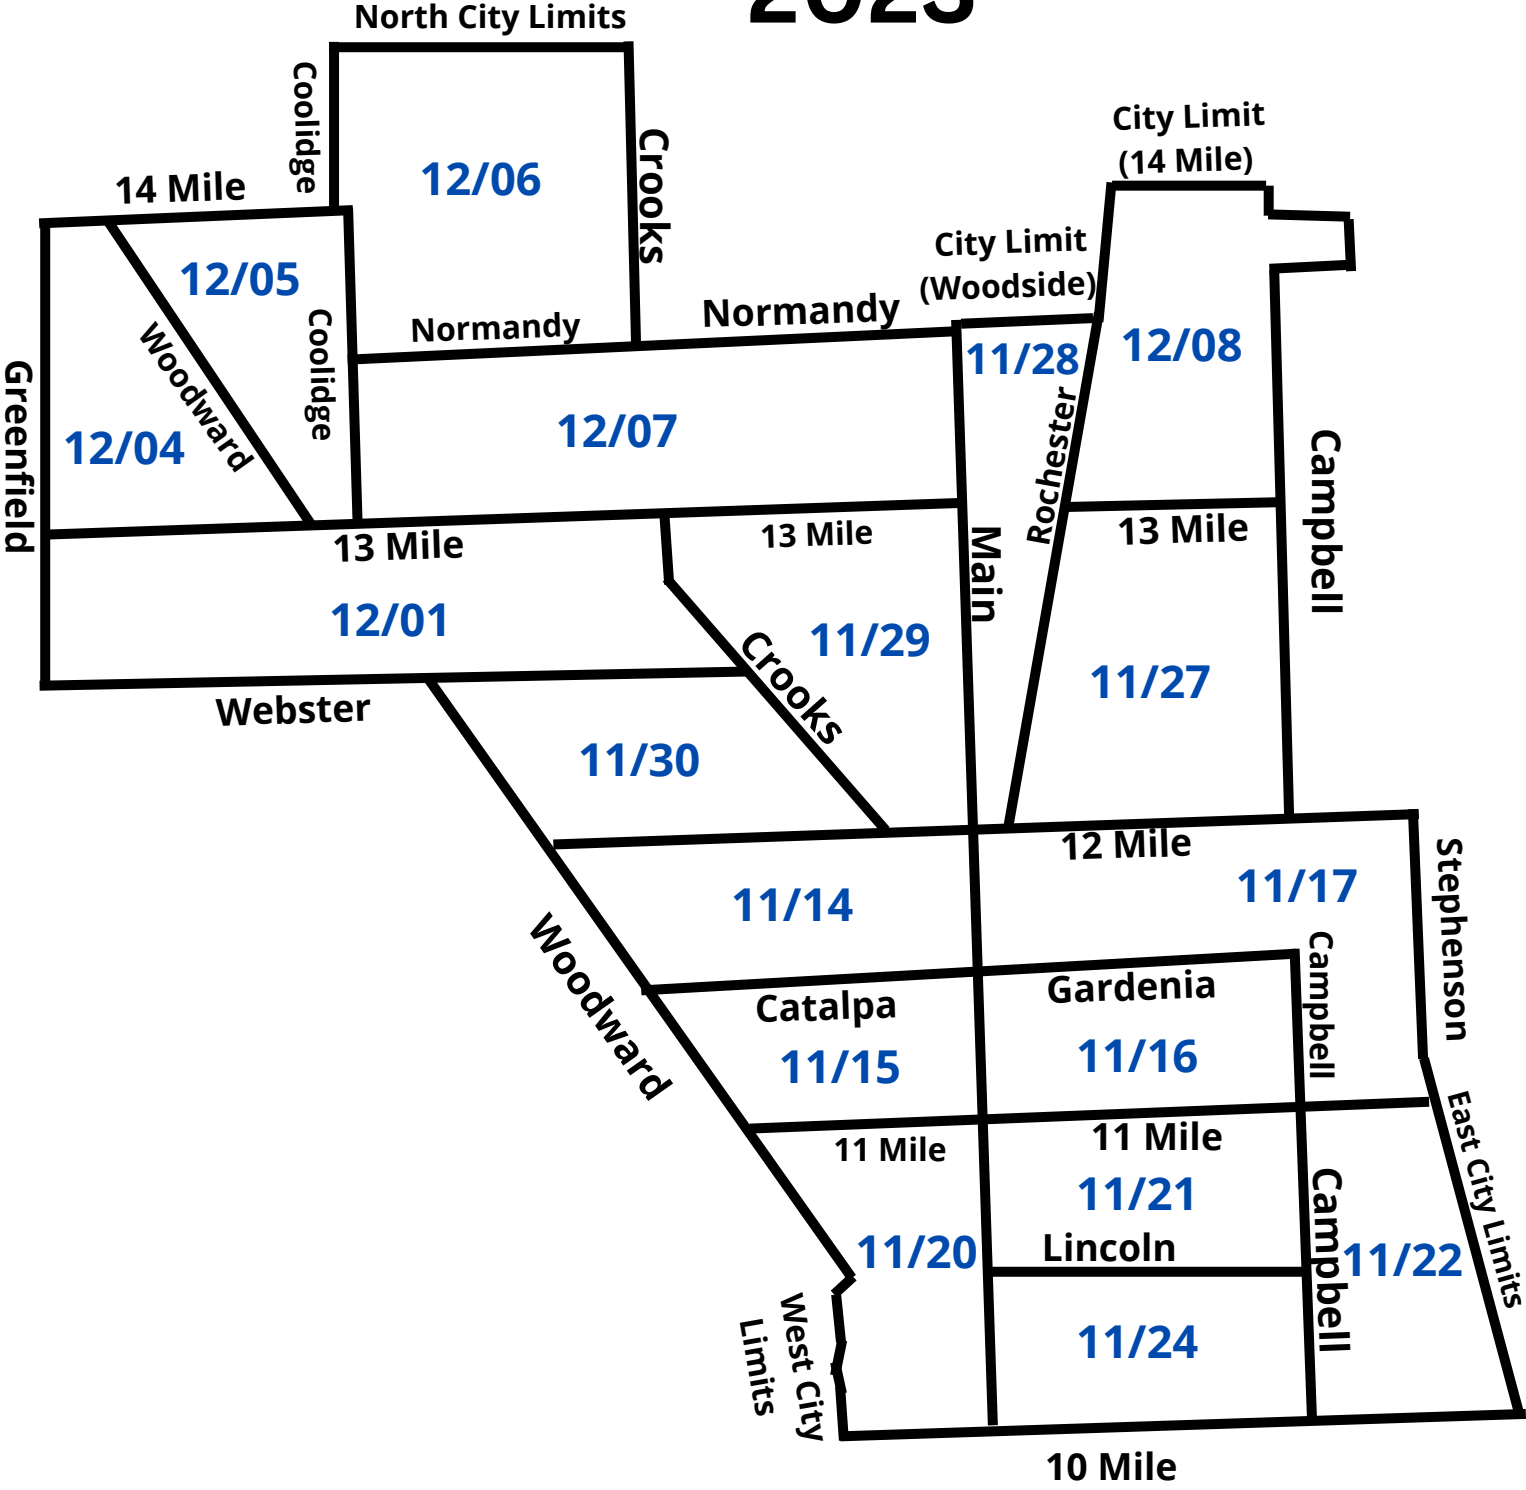 2023
North City Limits
Coolidge
12/06
Crooks
City Limit
(14 Mile)
14 Mile
12/05
Woodward
Coolidge
Greenfield
12/04
Normandy
Normandy
City Limit
(Woodside)
11/28
12/08
Rochester
12/07
Campbell
13 Mile
13 Mile
13 Mile
Main
12/01
11/29
Crooks
11/27
Webster
11/30
12 Mile
11/14
11/17
Stephenson
Woodward
Catalpa
Gardenia
Campbell
11/15
11/16
11 Mile
11 Mile
East City Limits
11/21
Campbell
11/20
Lincoln
11/22
West City
Limits
11/24
10 Mile